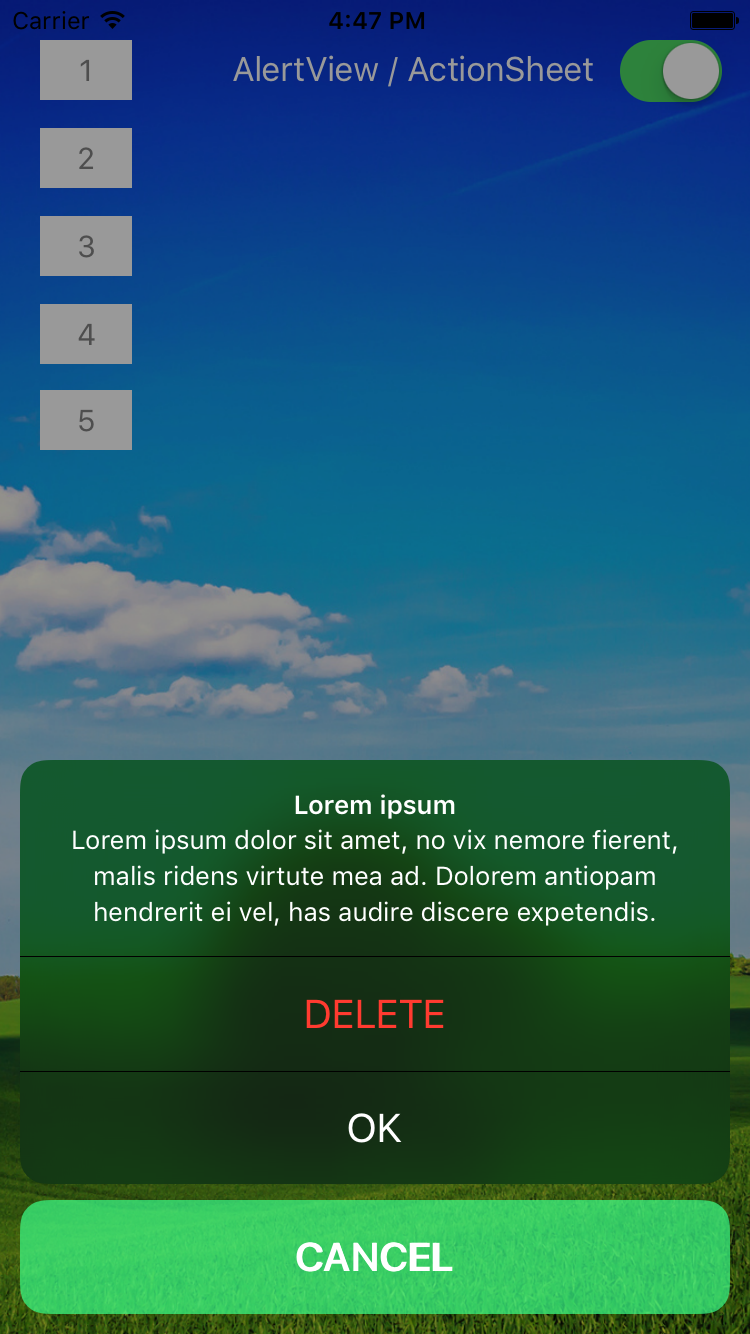 Carrier 4:47 PM
1 AlertView / ActionSheet
2
3
4
5
Lorem ipsum
Lorem ipsum dolor sit amet, no vix nemore fierent,
malis ridens virtute mea ad. Dolorem antiopam
hendrerit ei vel, has audire discere expetendis.
DELETE
OK
CANCEL